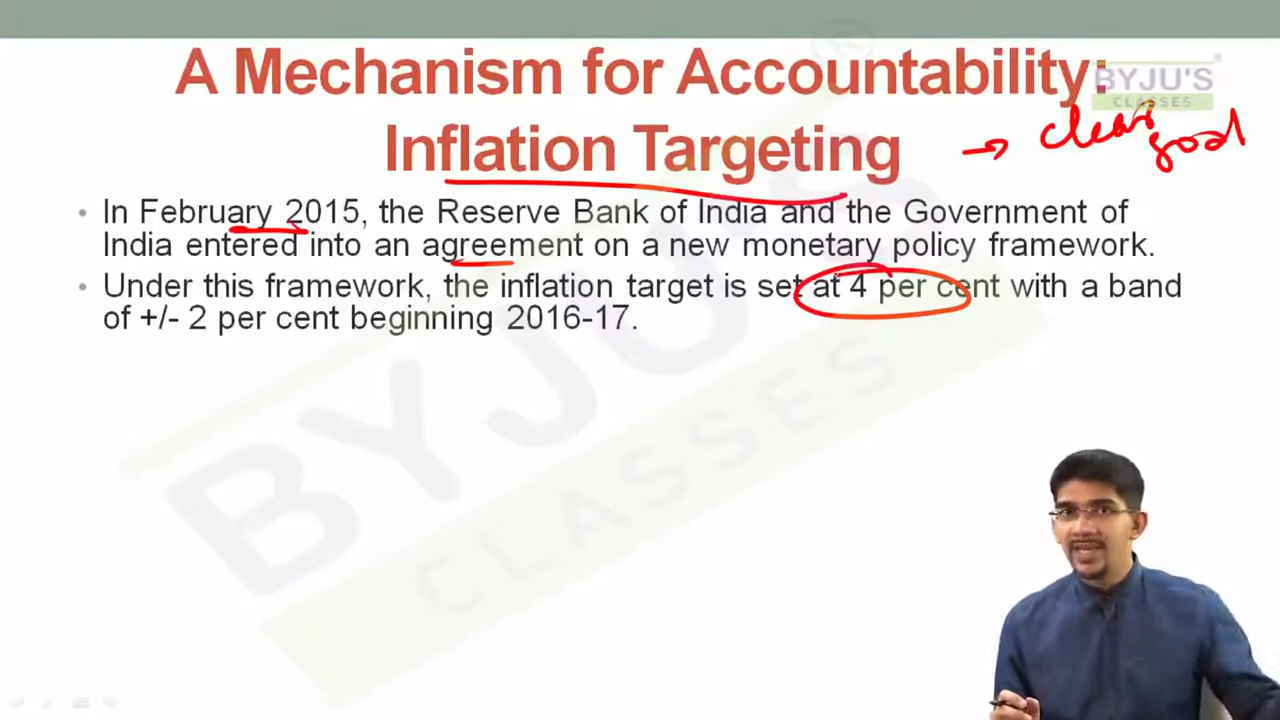 A Mechanism for Accountability:
Inflation Targeting
BYJU'S
CLASSES
→ clear
goal
• In February 2015, the Reserve Bank of India and the Government of
India entered into an agreement on a new monetary policy framework.
• Under this framework, the inflation target is set at 4 per cent with a band
of +/- 2 per cent beginning 2016-17.
BYJU'S
CLASSES